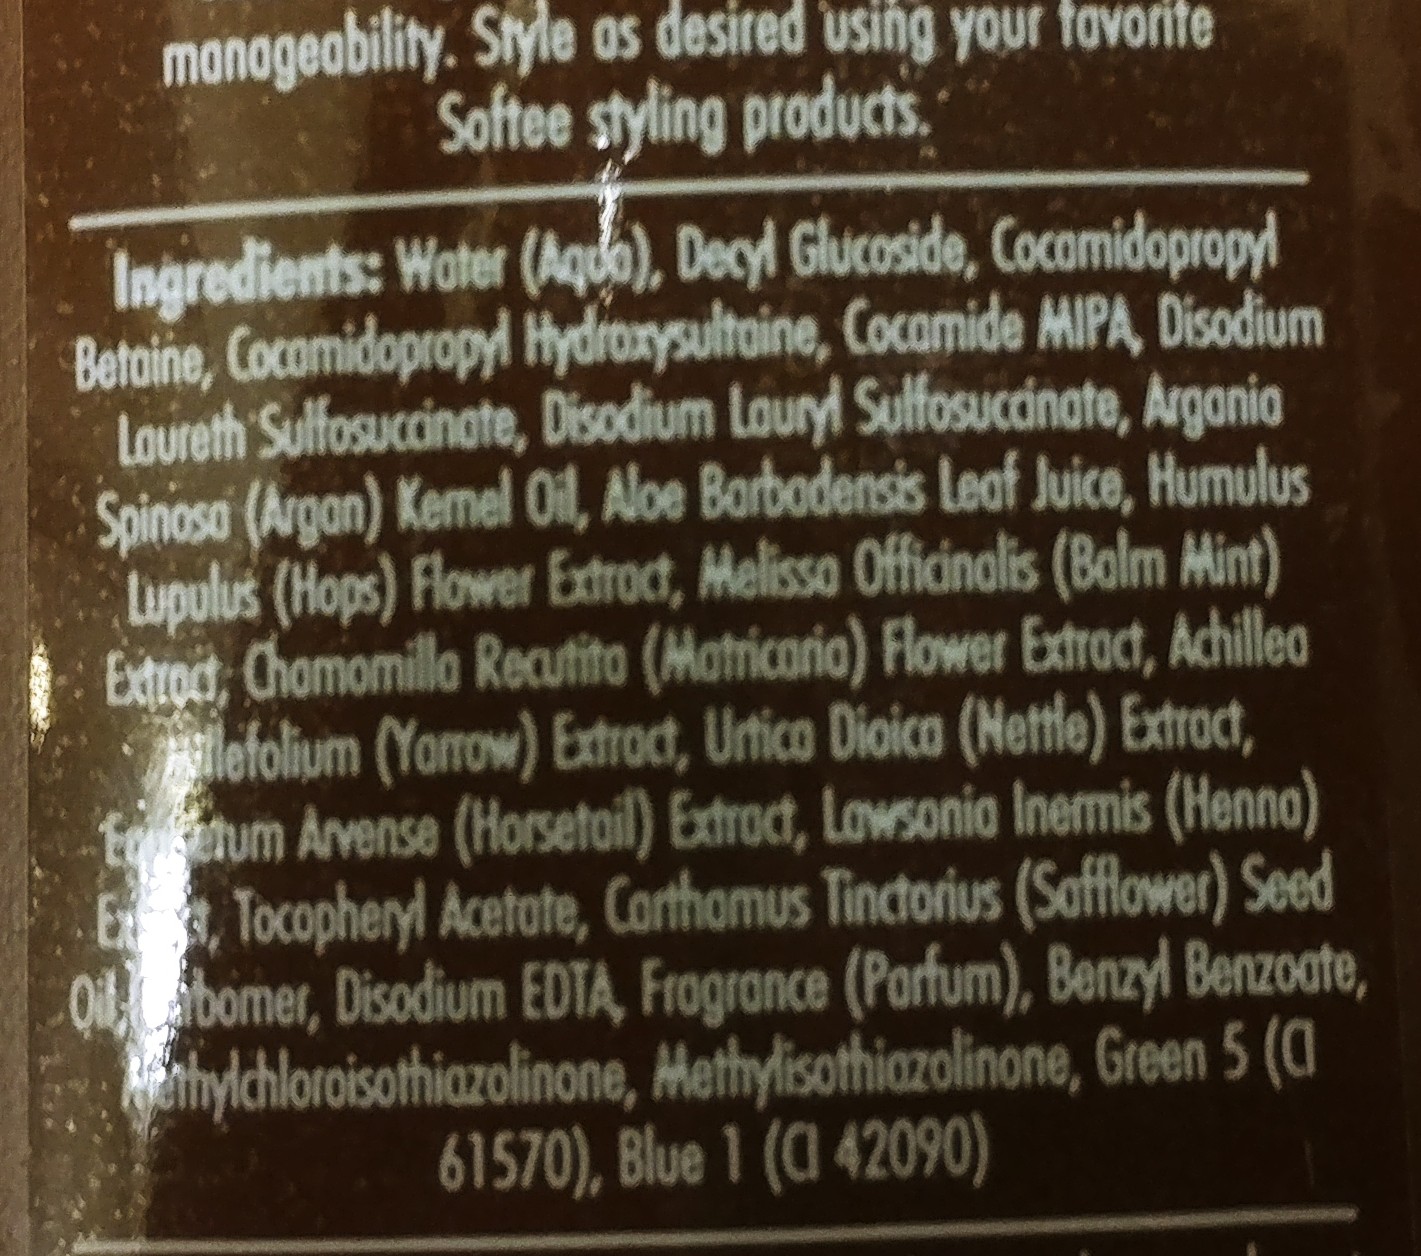 manageability. Style as desired using your favorite
Softee styling products.
Ingredients: Water (Aqua), Decyl Glucoside, Cocamidopropyl
Betaine, Cocamidopropyl Hydroxysultaine, Cocamide MIPA, Disodium
Laureth Sulfosuccinate, Disodium Lauryl Sulfosuccinate, Argania
Spinosa (Argan) Kernel Oil, Aloe Barbadensis Leaf Juice, Humulus
Lupulus (Hops) Flower Extract, Melissa Officinalis (Balm Mint)
Extract, Chamomilla Recutita (Matricaria) Flower Extract, Achillea
(Yarrow) Extract, Urtica Dioica (Nettle) Extract,
Arvense (Horsetail) Extract, Lawsonia Inermis (Henna)
Tocopheryl Acetate, Carthamus Tinctorius (Safflower) Seed
Oil, Disodium EDTA, Fragrance (Parfum), Benzyl Benzoate,
Methylchloroisothiazolinone, Methylisothiazolinone, Green 5 (CI
61570), Blue 1 (CI 42090)